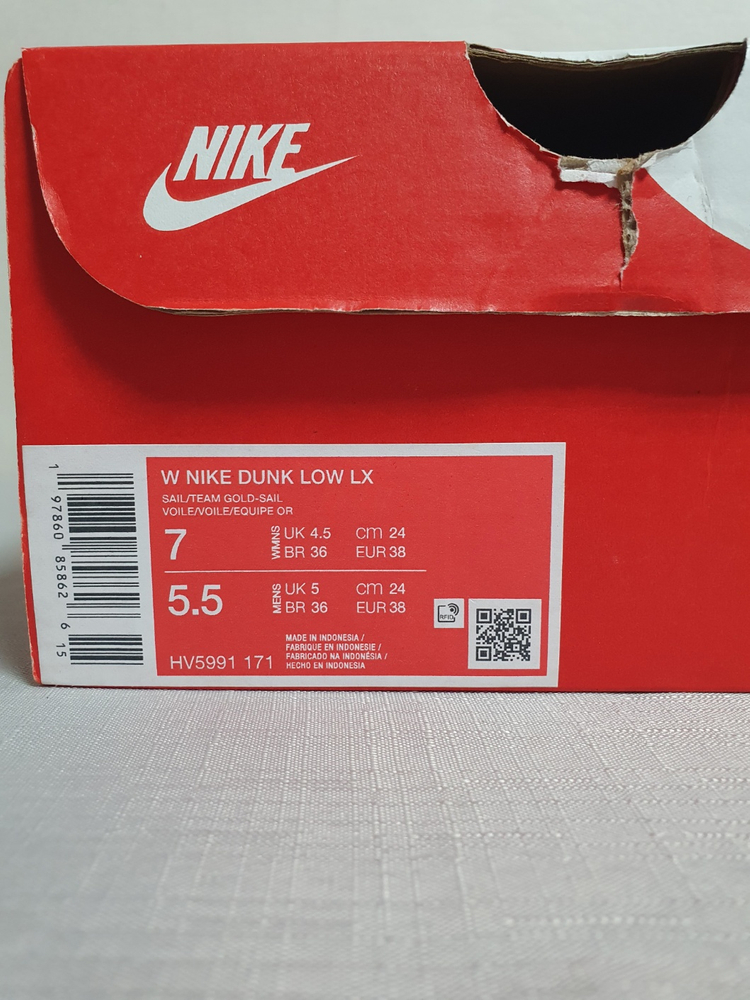 NIKE
W NIKE DUNK LOW LX
SAIL/TEAM GOLD-SAIL
VOILE/VOILE/EQUIPE OR
7 WMNS UK 4.5 cm 24
BR 36 EUR 38
5.5 MENS UK 5 cm 24
BR 36 EUR 38
HV5991 171
MADE IN INDONESIA /
FABRIQUE EN INDONESIE /
FABRICADO NA INDONÉSIA /
HECHO EN INDONESIA
RFID
1 97860 85862 6 15